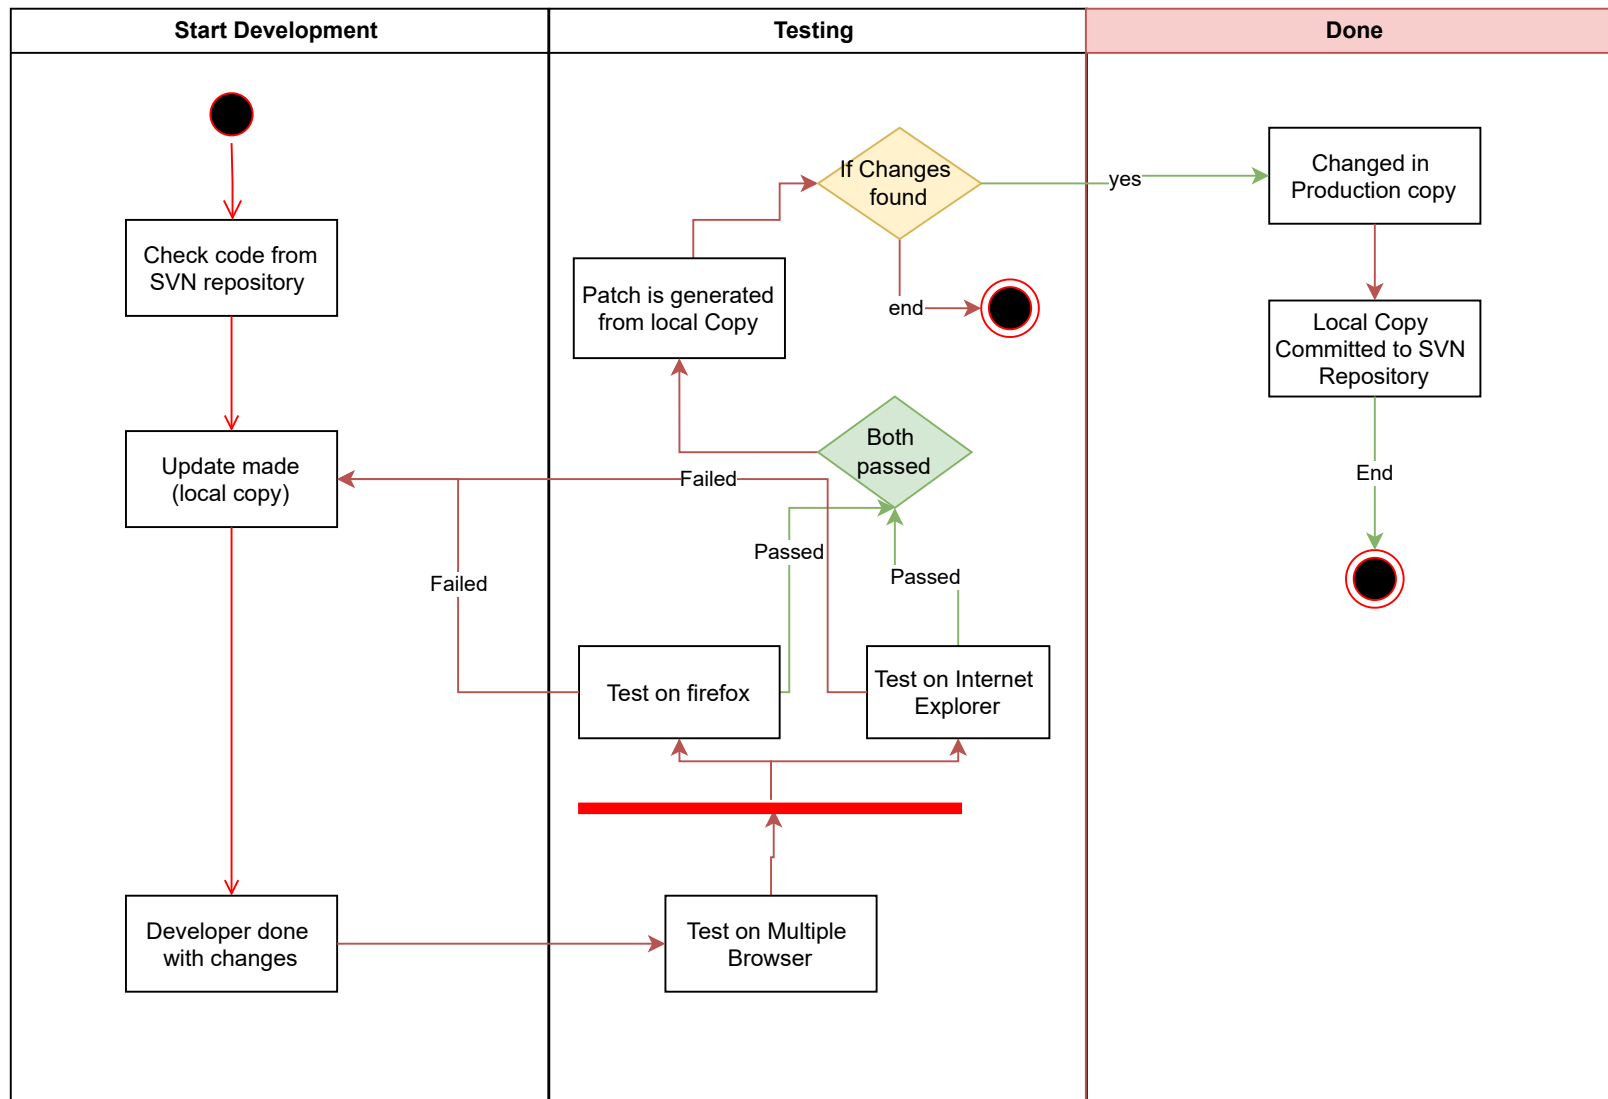 Start Development
Testing
Done
If Changes
found
yes
Changed in
Production copy
Check code from
SVN repository
Patch is generated
from local Copy
end
Local Copy
Committed to SVN
Repository
Both
passed
Update made
(local copy)
Failed
End
Passed
Failed
Passed
Test on firefox
Test on Internet
Explorer
Developer done
with changes
Test on Multiple
Browser